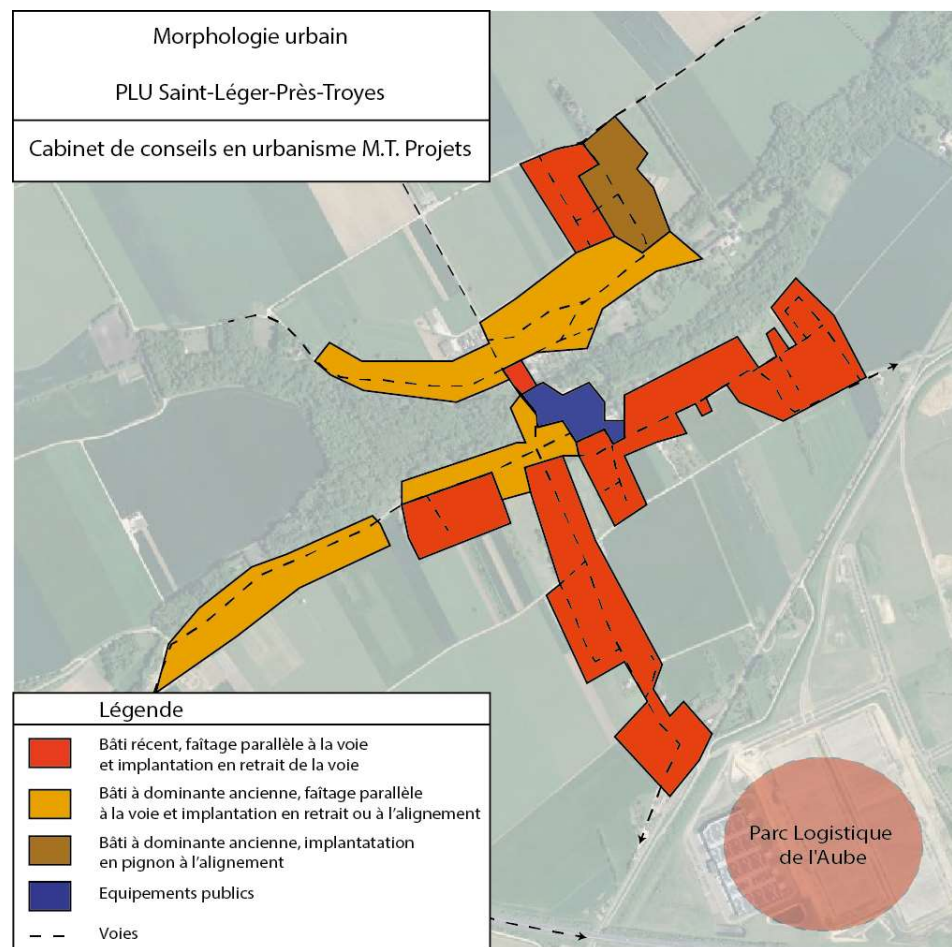 Morphologie urbain
PLU Saint-Léger-Près-Troyes
Cabinet de conseils en urbanisme M.T. Projets
Légende
Bâti récent, faîtage parallèle à la voie
et implantation en retrait de la voie
Bâti à dominante ancienne, faîtage parallèle
à la voie et implantation en retrait ou à l'alignement
Bâti à dominante ancienne, implantatation
en pignon à l'alignement
Equipements publics
Voies
Parc Logistique
de l'Aube